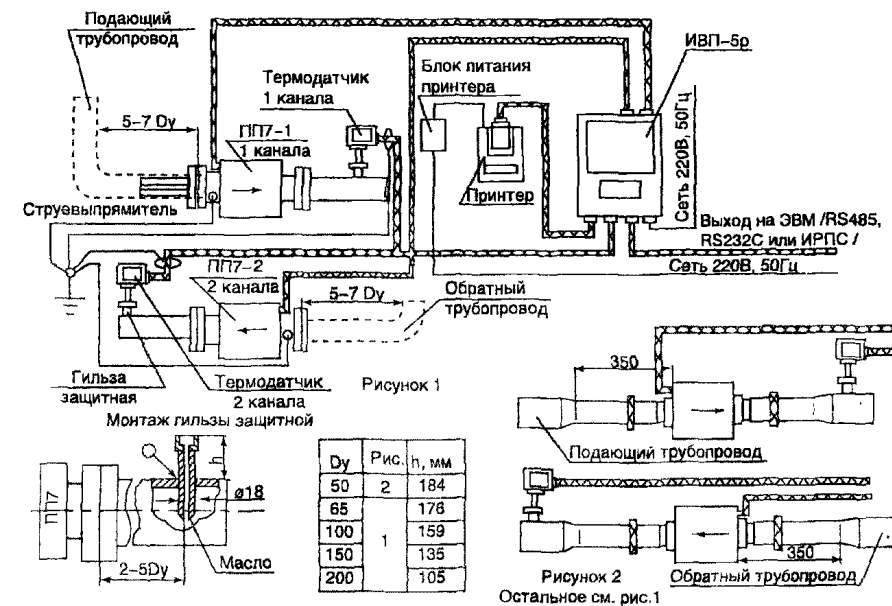 Подающий
трубопровод
5-7 Dy
ПП7-1
1 канала
Термодатчик
1 канала
Блок питания
принтера
ИВП-5р
Принтер
Сеть 220В, 50Гц
Выход на ЭВМ /RS485,
RS232C или ИРПС /
Сеть 220В, 50Гц
Струевыпрямитель
ПП7-2
2 канала
5-7 Dy
Обратный
трубопровод
Гильза
защитная
Термодатчик
2 канала
Рисунок 1
Монтаж гильзы защитной
ПП7
h
ø18
Масло
2-5Dy
Dy Рис. h, мм
50 2 184
65 176
100 159
1
150 135
200 105
350
Подающий трубопровод
350
Рисунок 2
Обратный трубопровод
Остальное см. рис.1